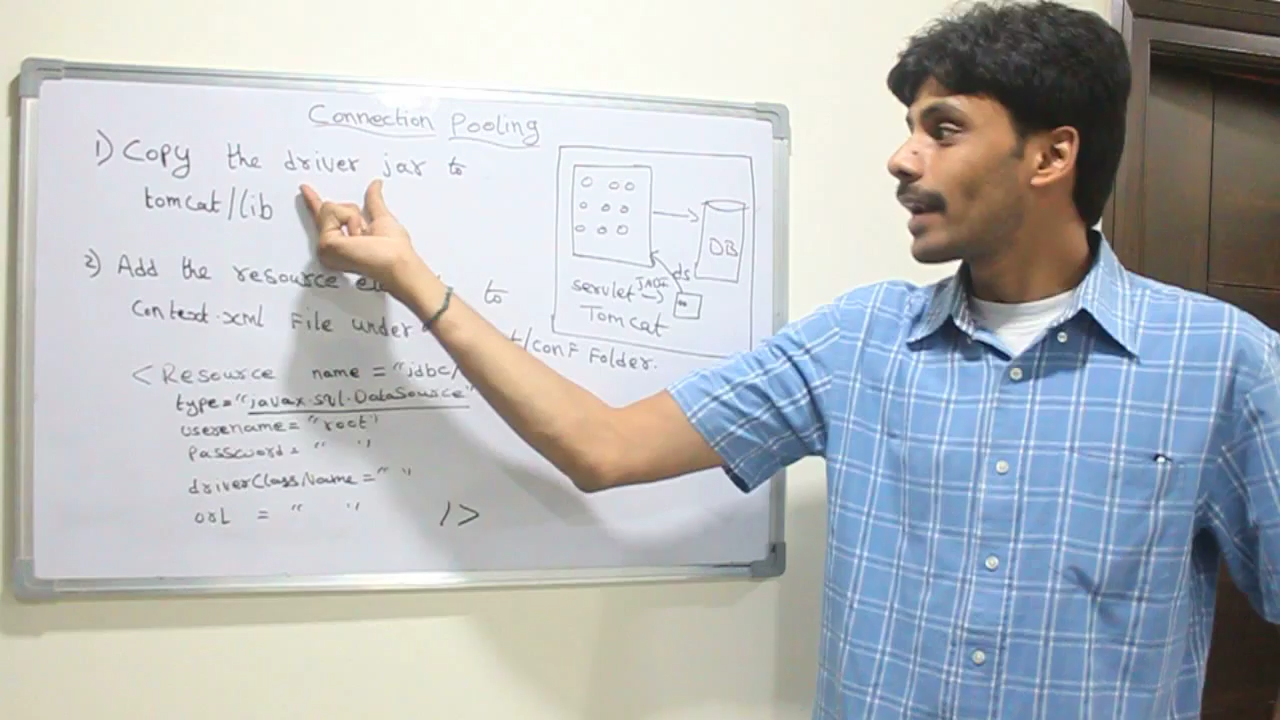 Connection Pooling
1) Copy the driver jar to
tomcat/lib
2) Add the resource to
context.xml File under
t/conf Folder.
<Resource name = "jdbc/
type="javax.sql.DataSource"
username= "root"
password= " "
driverClassName=" "
url = " " />
DB
ds
servlet JNDI
Tomcat